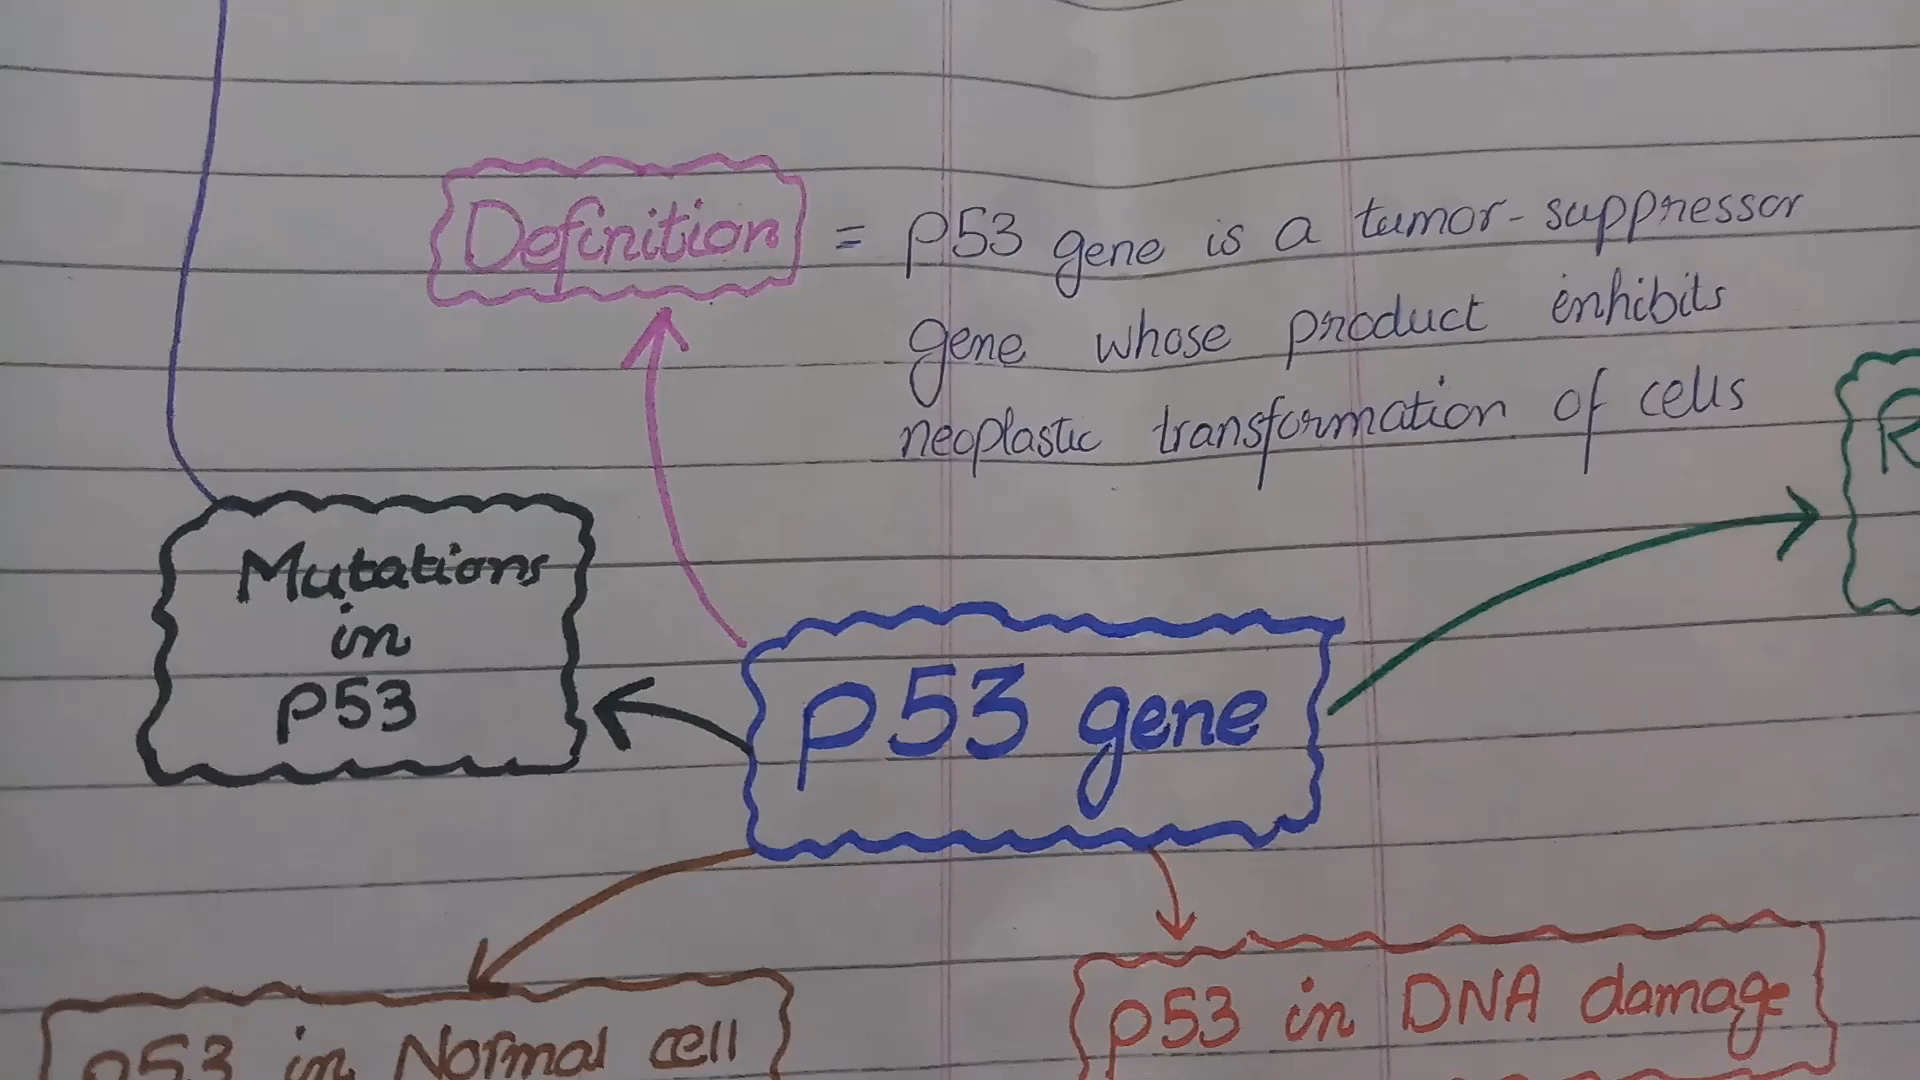 Definition = p53 gene is a tumor-suppressor
gene whose product inhibits
neoplastic transformation of cells
R
Mutations
in
p53
p53 gene
p53 in DNA damage
p53 in Normal cell